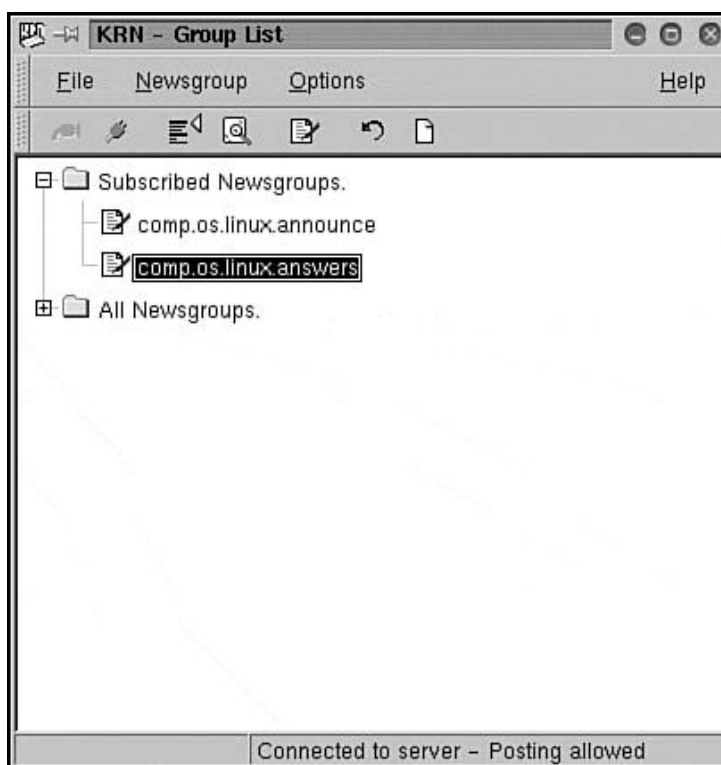 KRN - Group List
File Newsgroup Options Help
Subscribed Newsgroups.
comp.os.linux.announce
comp.os.linux.answers
All Newsgroups.
Connected to server - Posting allowed